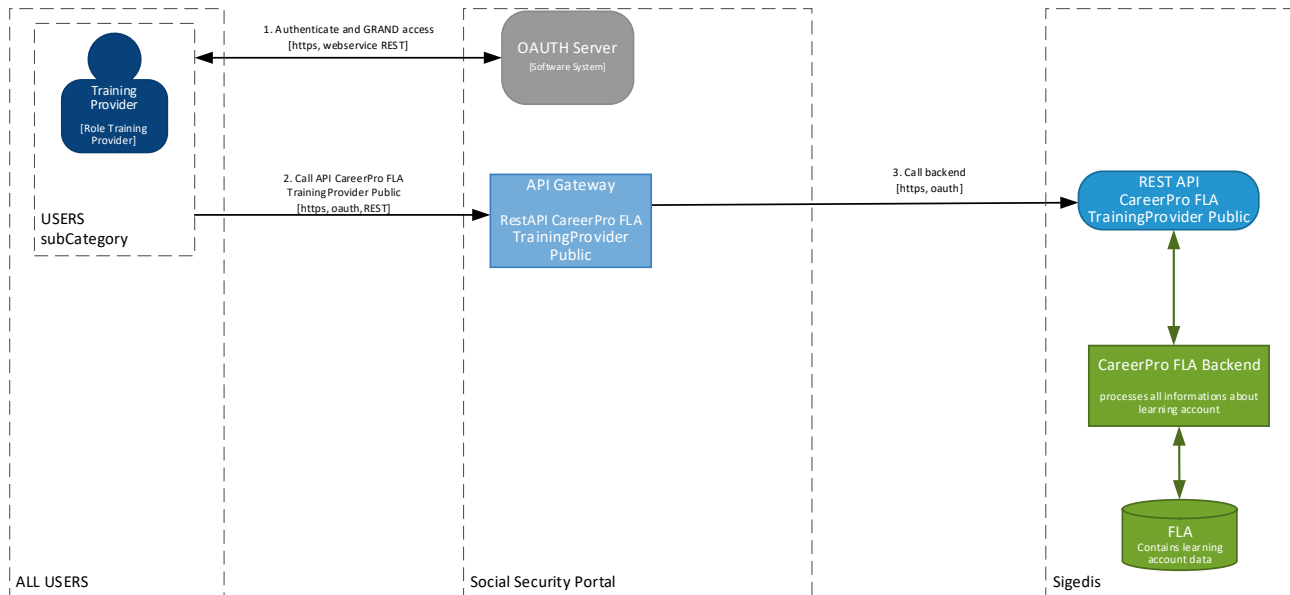 1. Authenticate and GRAND access
[https, webservice REST]
OAUTH Server
[Software System]
Training
Provider
[Role Training
Provider]
USERS
subCategory
2. Call API CareerPro FLA
TrainingProvider Public
[https, oauth,REST]
API Gateway
RestAPI CareerPro FLA
TrainingProvider
Public
3. Call backend
[https, oauth]
REST API
CareerPro FLA
TrainingProvider Public
CareerPro FLA Backend
processes all informations about
learning account
FLA
Contains learning
account data
ALL USERS
Social Security Portal
Sigedis